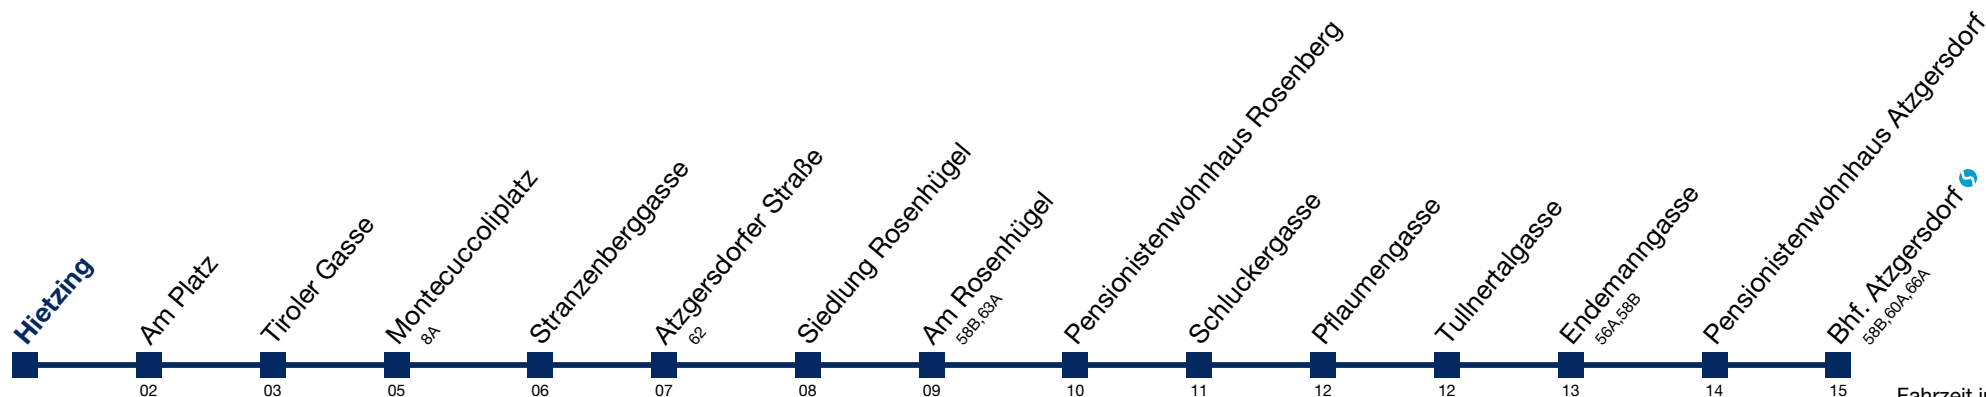 Hietzing
Am Platz
02
Tiroler Gasse
03
Montecuccoliplatz
8A
05
Stranzenberggasse
06
Atzgersdorfer Straße
62
07
Siedlung Rosenhügel
08
Am Rosenhügel
58B,63A
09
Pensionistenwohnhaus Rosenberg
10
Schluckergasse
11
Pflaumengasse
12
Tullnertalgasse
12
Endemanngasse
56A,58B
13
Pensionistenwohnhaus Atzgersdorf
14
Bhf. Atzgersdorf
58B,60A,66A
15
Fahrzeit